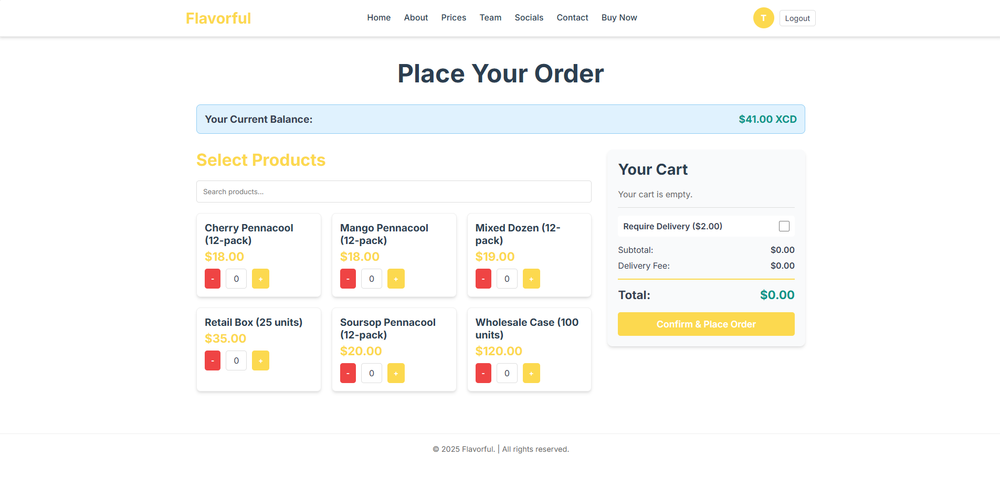 Flavorful
Home About Prices Team Socials Contact Buy Now
T Logout
Place Your Order
Your Current Balance: $41.00 XCD
Select Products
Search products...
Cherry Pennacool
(12-pack)
$18.00
- 0 +
Mango Pennacool
(12-pack)
$18.00
- 0 +
Mixed Dozen (12-
pack)
$19.00
- 0 +
Retail Box (25 units)
$35.00
- 0 +
Soursop Pennacool
(12-pack)
$20.00
- 0 +
Wholesale Case (100
units)
$120.00
- 0 +
Your Cart
Your cart is empty.
Require Delivery ($2.00)
Subtotal: $0.00
Delivery Fee: $0.00
Total: $0.00
Confirm & Place Order
© 2025 Flavorful. | All rights reserved.